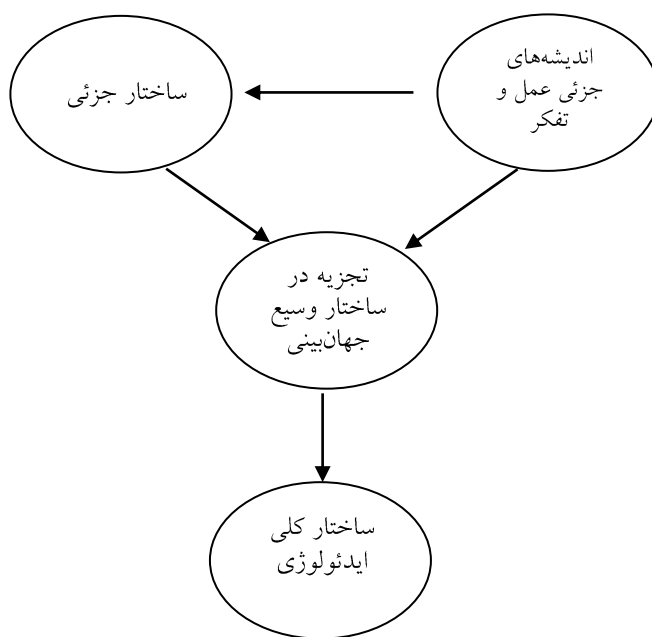 اندیشه‌های
جزئی عمل و
تفکر
ساختار جزئی
تجزیه در
ساختار وسیع
جهان‌بینی
ساختار کلی
ایدئولوژی